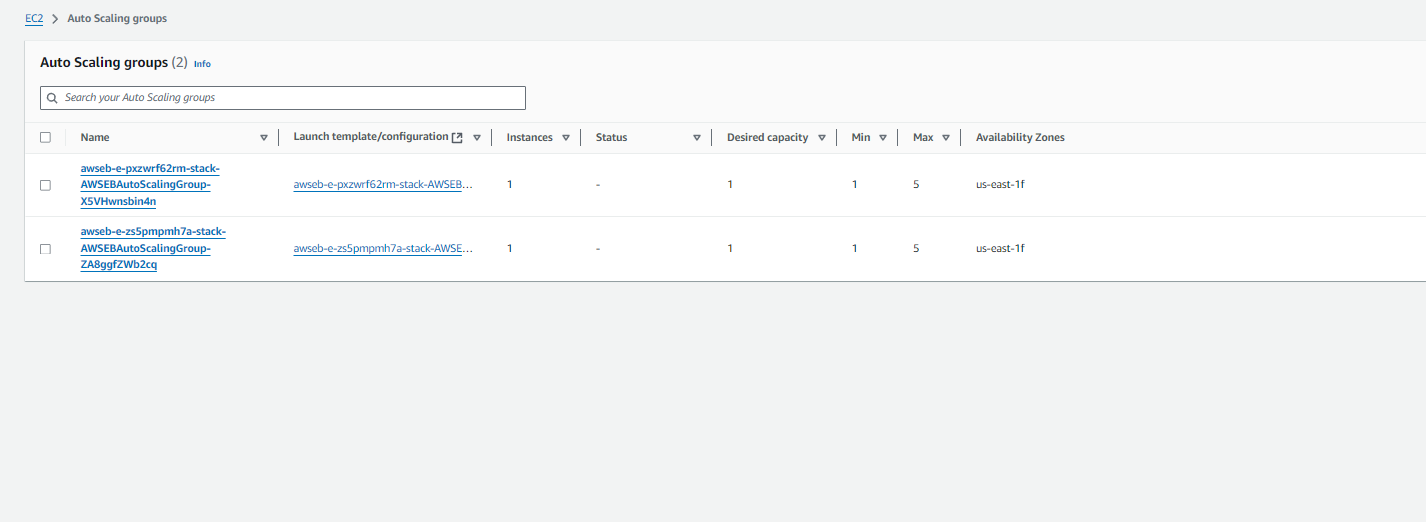 EC2 > Auto Scaling groups
Auto Scaling groups (2) Info
Search your Auto Scaling groups
Name Launch template/configuration Instances Status Desired capacity Min Max Availability Zones
awseb-e-pxzwrf62rm-stack-
AWSEBAutoScalingGroup-
X5VHwnsbin4n
awseb-e-pxzwrf62rm-stack-AWSEB… 1 - 1 1 5 us-east-1f
awseb-e-zs5pmpmh7a-stack-
AWSEBAutoScalingGroup-
ZA8ggfZWb2cq
awseb-e-zs5pmpmh7a-stack-AWSE… 1 - 1 1 5 us-east-1f